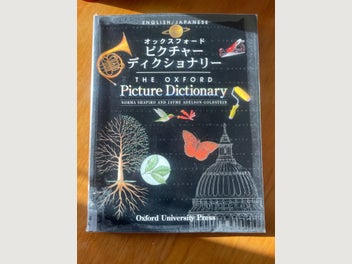 ENGLISH/JAPANESE
オックスフォード
ピクチャー
ディクショナリー
THE OXFORD
Picture Dictionary
NORMA SHAPIRO AND JAYME ADELSON-GOLDSTEIN
Oxford University Press